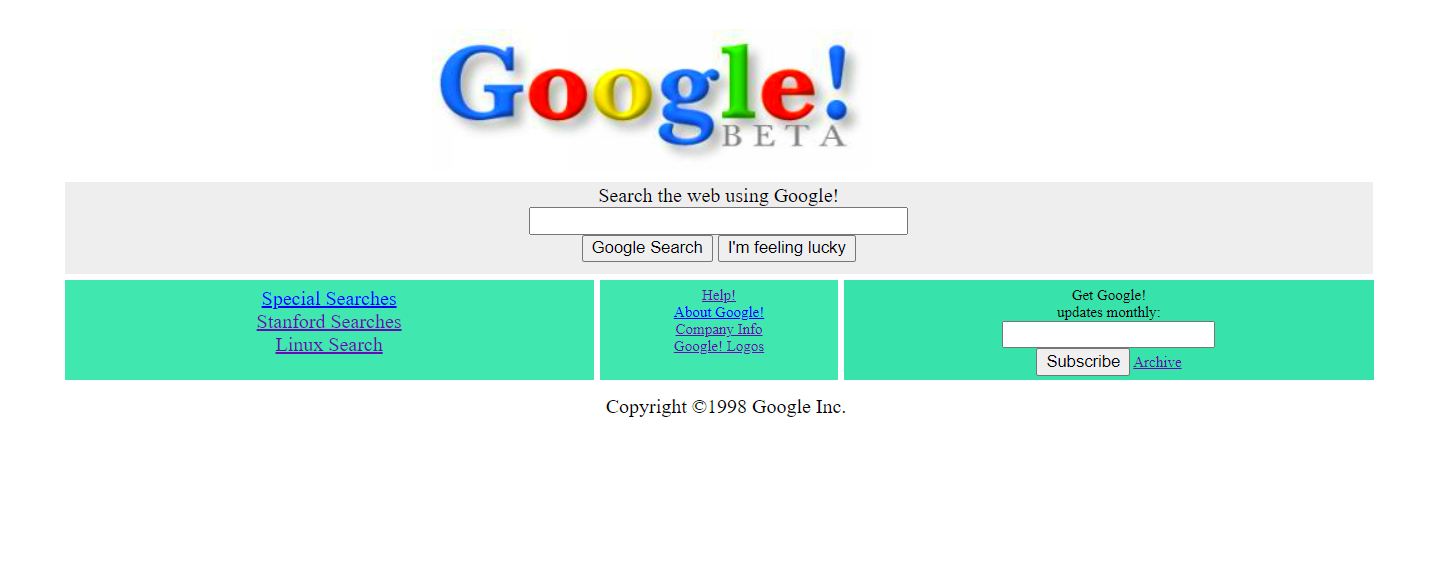 Google!
BETA
Search the web using Google!
Google Search I'm feeling lucky
Special Searches
Stanford Searches
Linux Search
Help!
About Google!
Company Info
Google! Logos
Get Google!
updates monthly:
Subscribe Archive
Copyright ©1998 Google Inc.